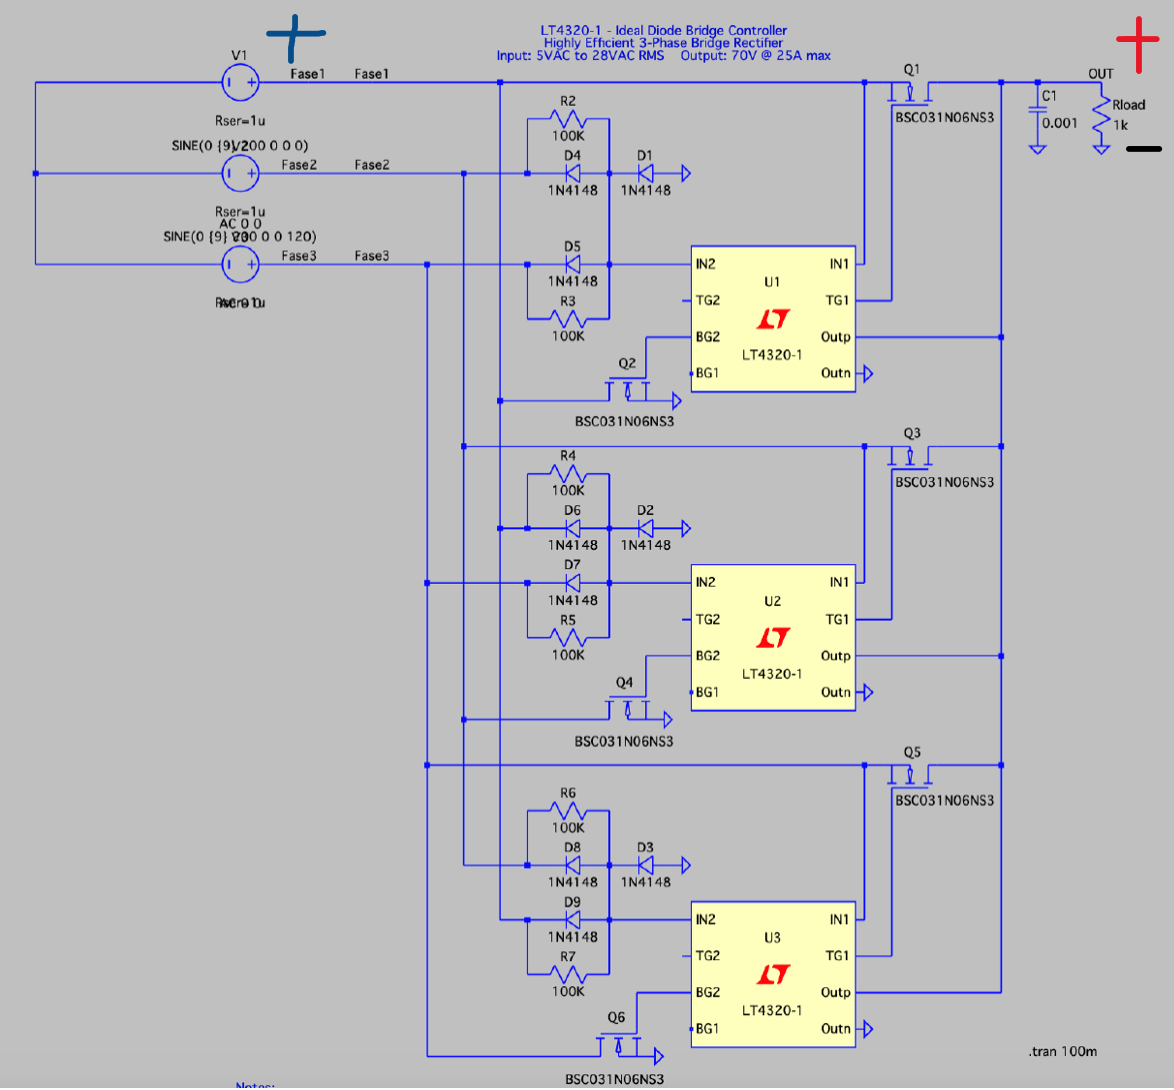 LT4320-1 - Ideal Diode Bridge Controller
Highly Efficient 3-Phase Bridge Rectifier
Input: 5VAC to 28VAC RMS Output: 70V @ 25A max
V1
Fase1 Fase1
Rser=1u
SINE(0 {9} 200 0 0 0)
V2
Fase2 Fase2
Rser=1u
AC 0 0
SINE(0 {9} 200 0 0 120)
Fase3 Fase3
R2
100K
D4 D1
1N4148 1N4148
D5
1N4148
R3
100K
Q1
BSC031N06NS3
OUT
C1
0.001
Rload
1k
IN2 IN1
U1
TG2 TG1
BG2 Outp
LT4320-1
BG1 Outn
Q2
BSC031N06NS3
Q3
BSC031N06NS3
R4
100K
D6 D2
1N4148 1N4148
D7
1N4148
R5
100K
IN2 IN1
U2
TG2 TG1
BG2 Outp
LT4320-1
BG1 Outn
Q4
BSC031N06NS3
Q5
BSC031N06NS3
R6
100K
D8 D3
1N4148 1N4148
D9
1N4148
R7
100K
IN2 IN1
U3
TG2 TG1
BG2 Outp
LT4320-1
BG1 Outn
Q6
BSC031N06NS3
.tran 100m
Notes: